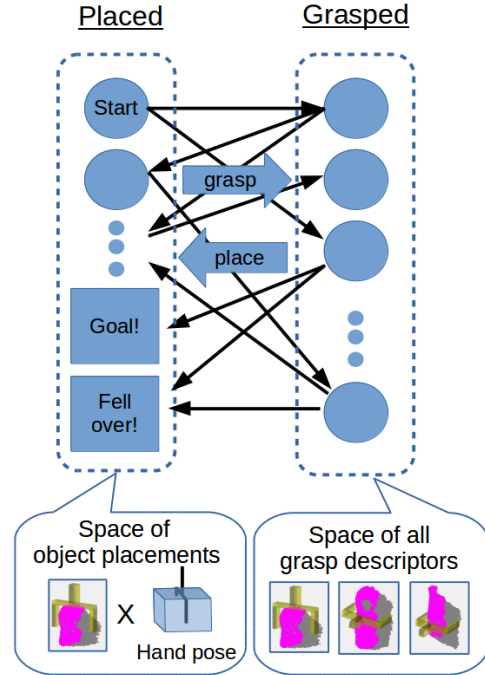 Placed
Grasped
Start
grasp
place
Goal!
Fell
over!
Space of
object placements
X
Hand pose
Space of all
grasp descriptors